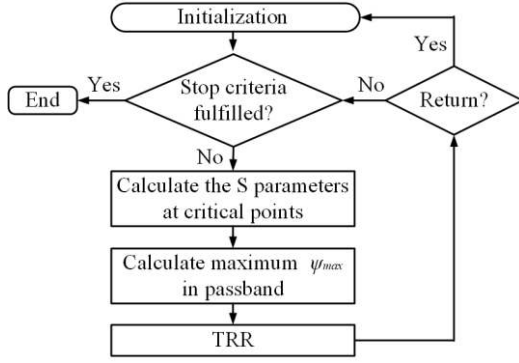 Initialization
Yes
Yes
No
End
Stop criteria
fulfilled?
Return?
No
Calculate the S parameters
at critical points
Calculate maximum ψmax
in passband
TRR